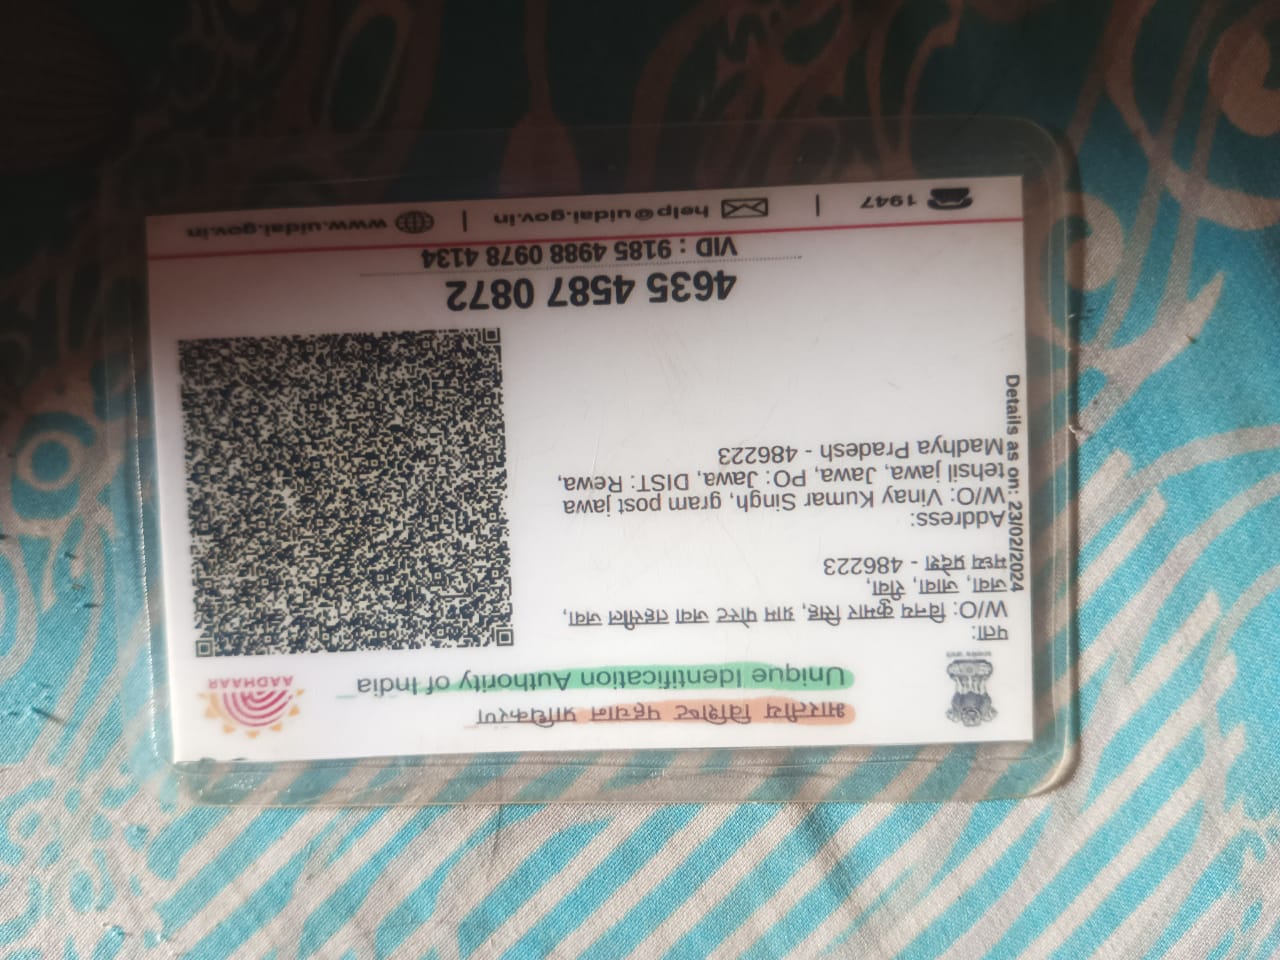 भारतीय विशिष्ट पहचान प्राधिकरण
Unique Identification Authority of India
AADHAAR
पता:
W/O: विनय कुमार सिंह, ग्राम पोस्ट जवा तहसील जवा,
जवा, जावा, रीवा,
मध्य प्रदेश - 486223
Address:
W/O: Vinay Kumar Singh, gram post jawa
tehsil jawa, Jawa, PO: Jawa, DIST: Rewa,
Madhya Pradesh - 486223
Details as on: 23/02/2024
4635 4587 0872
VID : 9185 4988 0978 4134
1947 | help@uidai.gov.in | www.uidai.gov.in